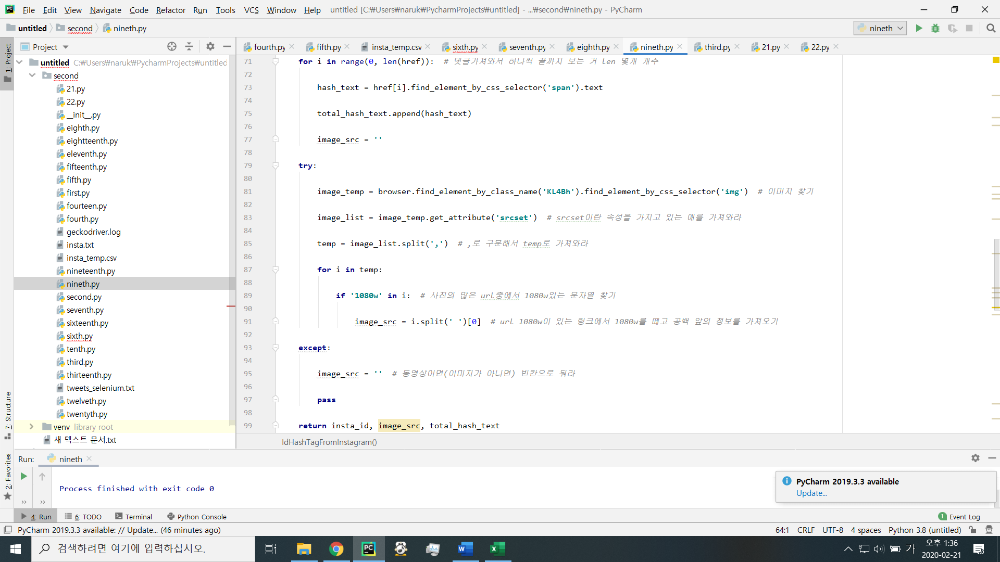 File Edit View Navigate Code Refactor Run Tools VCS Window Help untitled [C:₩Users₩naruk₩PycharmProjects₩untitled] - ...₩second₩nineth.py - PyCharm
untitled second nineth.py nineth
Project
fourth.py fifth.py insta_temp.csv sixth.py seventh.py eighth.py nineth.py third.py 21.py 22.py
1: Project
7: Structure
2: Favorites
untitled C:₩Users₩naruk₩PycharmProjects₩untitled
second
21.py
22.py
__init__.py
eighth.py
eightteenth.py
eleventh.py
fifteenth.py
fifth.py
first.py
fourteen.py
fourth.py
geckodriver.log
insta.txt
insta_temp.csv
nineteenth.py
nineth.py
second.py
seventh.py
sixteenth.py
sixth.py
tenth.py
third.py
thirteenth.py
tweets_selenium.txt
twelveth.py
twentyth.py
venv library root
새 텍스트 문서.txt
71 for i in range(0, len(href)): # 댓글가져와서 하나씩 끝까지 보는 거 len 몇개 개수
72
73 hash_text = href[i].find_element_by_css_selector('span').text
74
75 total_hash_text.append(hash_text)
76
77 image_src = ''
78
79 try:
80
81 image_temp = browser.find_element_by_class_name('KL4Bh').find_element_by_css_selector('img') # 이미지 찾기
82
83 image_list = image_temp.get_attribute('srcset') # srcset이란 속성을 가지고 있는 애를 가져와라
84
85 temp = image_list.split(',') # ,로 구분해서 temp로 가져와라
86
87 for i in temp:
88
89 if '1080w' in i: # 사진의 많은 url중에서 1080w있는 문자열 찾기
90
91 image_src = i.split(' ')[0] # url 1080w이 있는 링크에서 1080w를 떼고 공백 앞의 정보를 가져오기
92
93 except:
94
95 image_src = '' # 동영상이면(이미지가 아니면) 빈칸으로 둬라
96
97 pass
98
99 return insta_id, image_src, total_hash_text
IdHashTagFromInstagram()
Run: nineth
Process finished with exit code 0
PyCharm 2019.3.3 available
Update...
4: Run 6: TODO Terminal Python Console 1 Event Log
PyCharm 2019.3.3 available: // Update... (46 minutes ago) 64:1 CRLF UTF-8 4 spaces Python 3.8 (untitled)
검색하려면 여기에 입력하십시오.
가
오후 1:36
2020-02-21